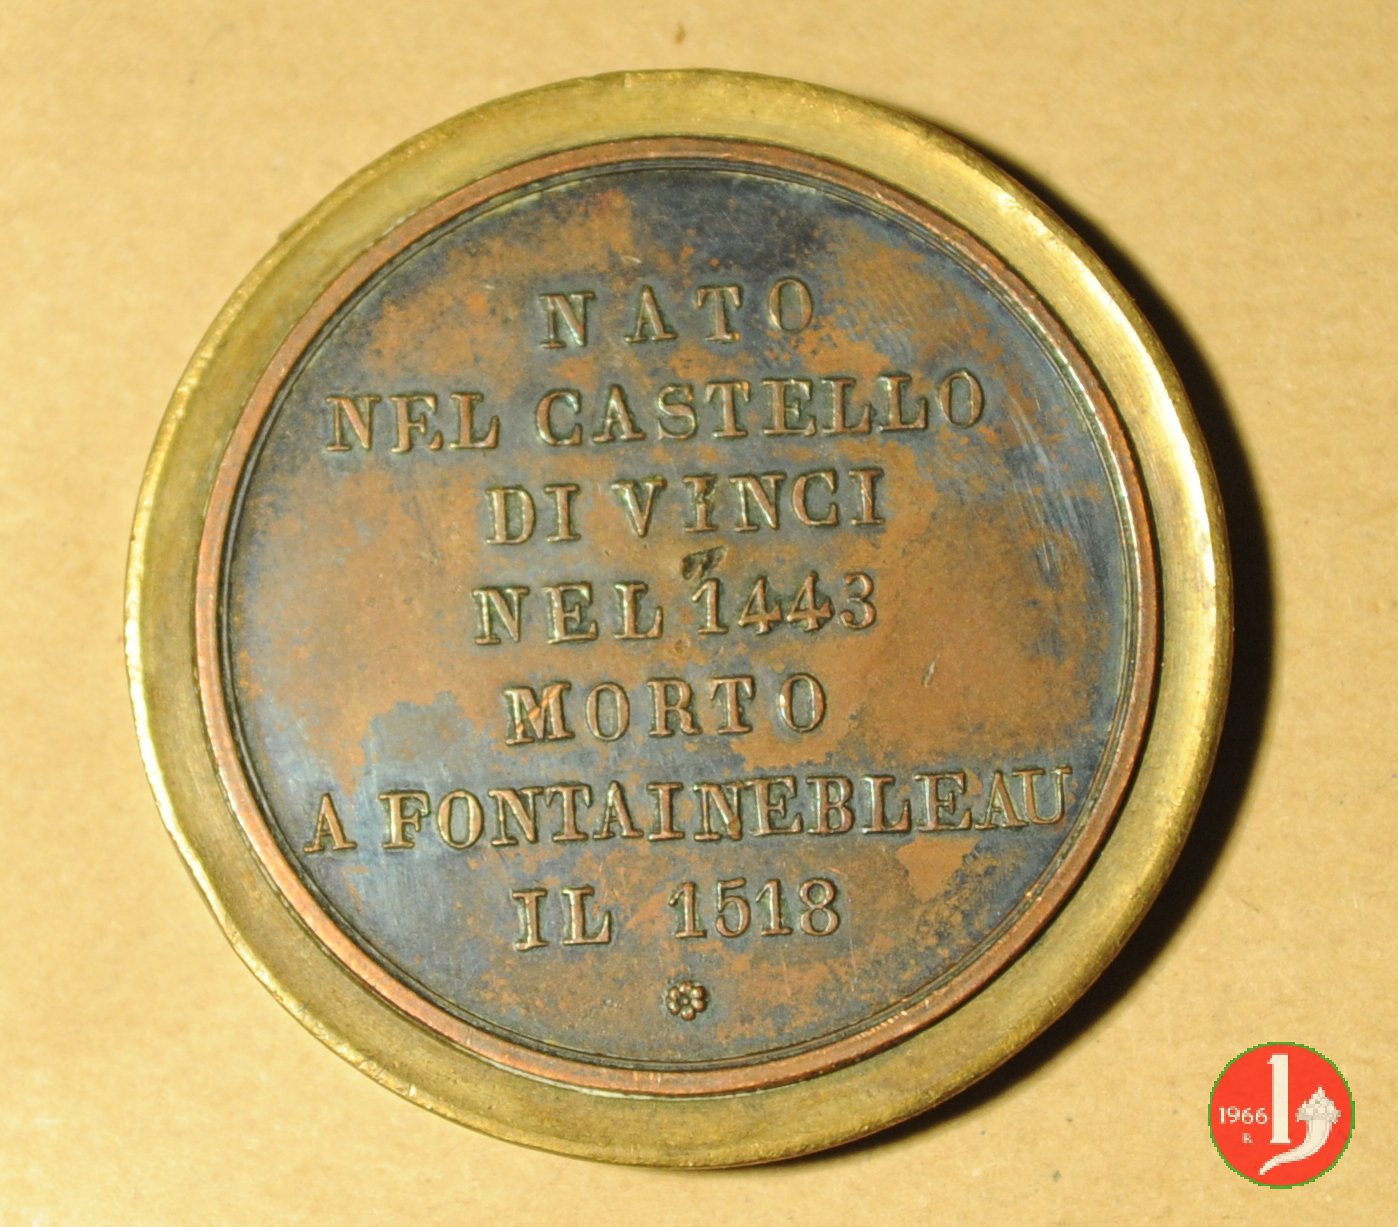 NATO
NEL CASTELLO
DI VINCI
NEL 1443
MORTO
A FONTAINEBLEAU
IL 1518
1966
R